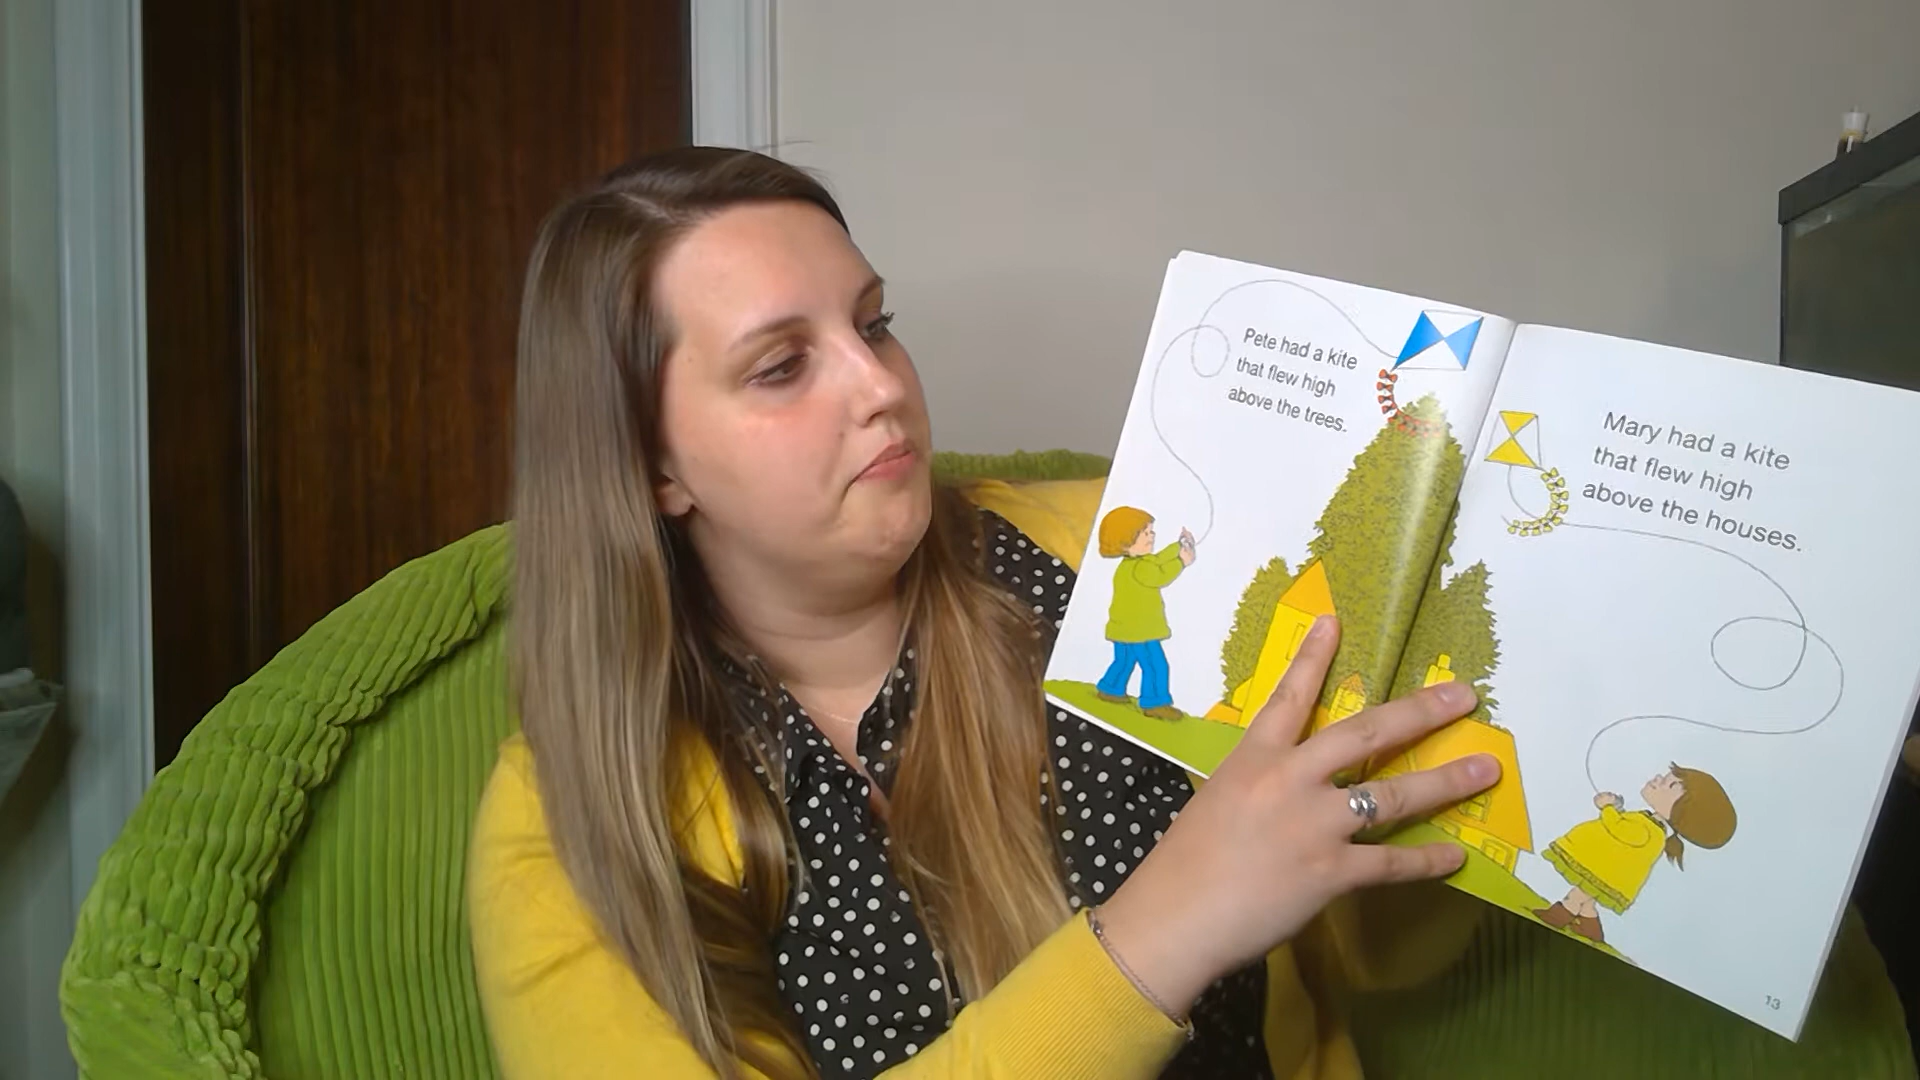 Pete had a kite
that flew high
above the trees.
Mary had a kite
that flew high
above the houses.
13